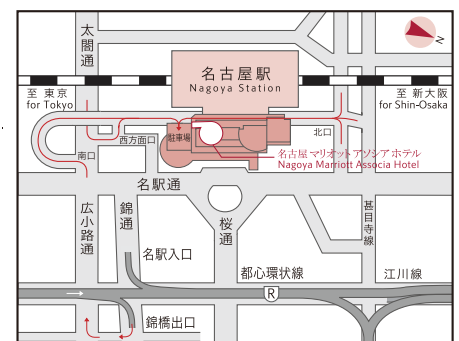 太閤通
N
名古屋駅
Nagoya Station
至 東京
for Tokyo
至 新大阪
for Shin-Osaka
西方面口
駐車場
北口
南口
名古屋マリオットアソシアホテル
Nagoya Marriott Associa Hotel
名駅通
広小路通
錦通
桜通
甚目寺線
名駅入口
都心環状線
江川線
R
錦橋出口